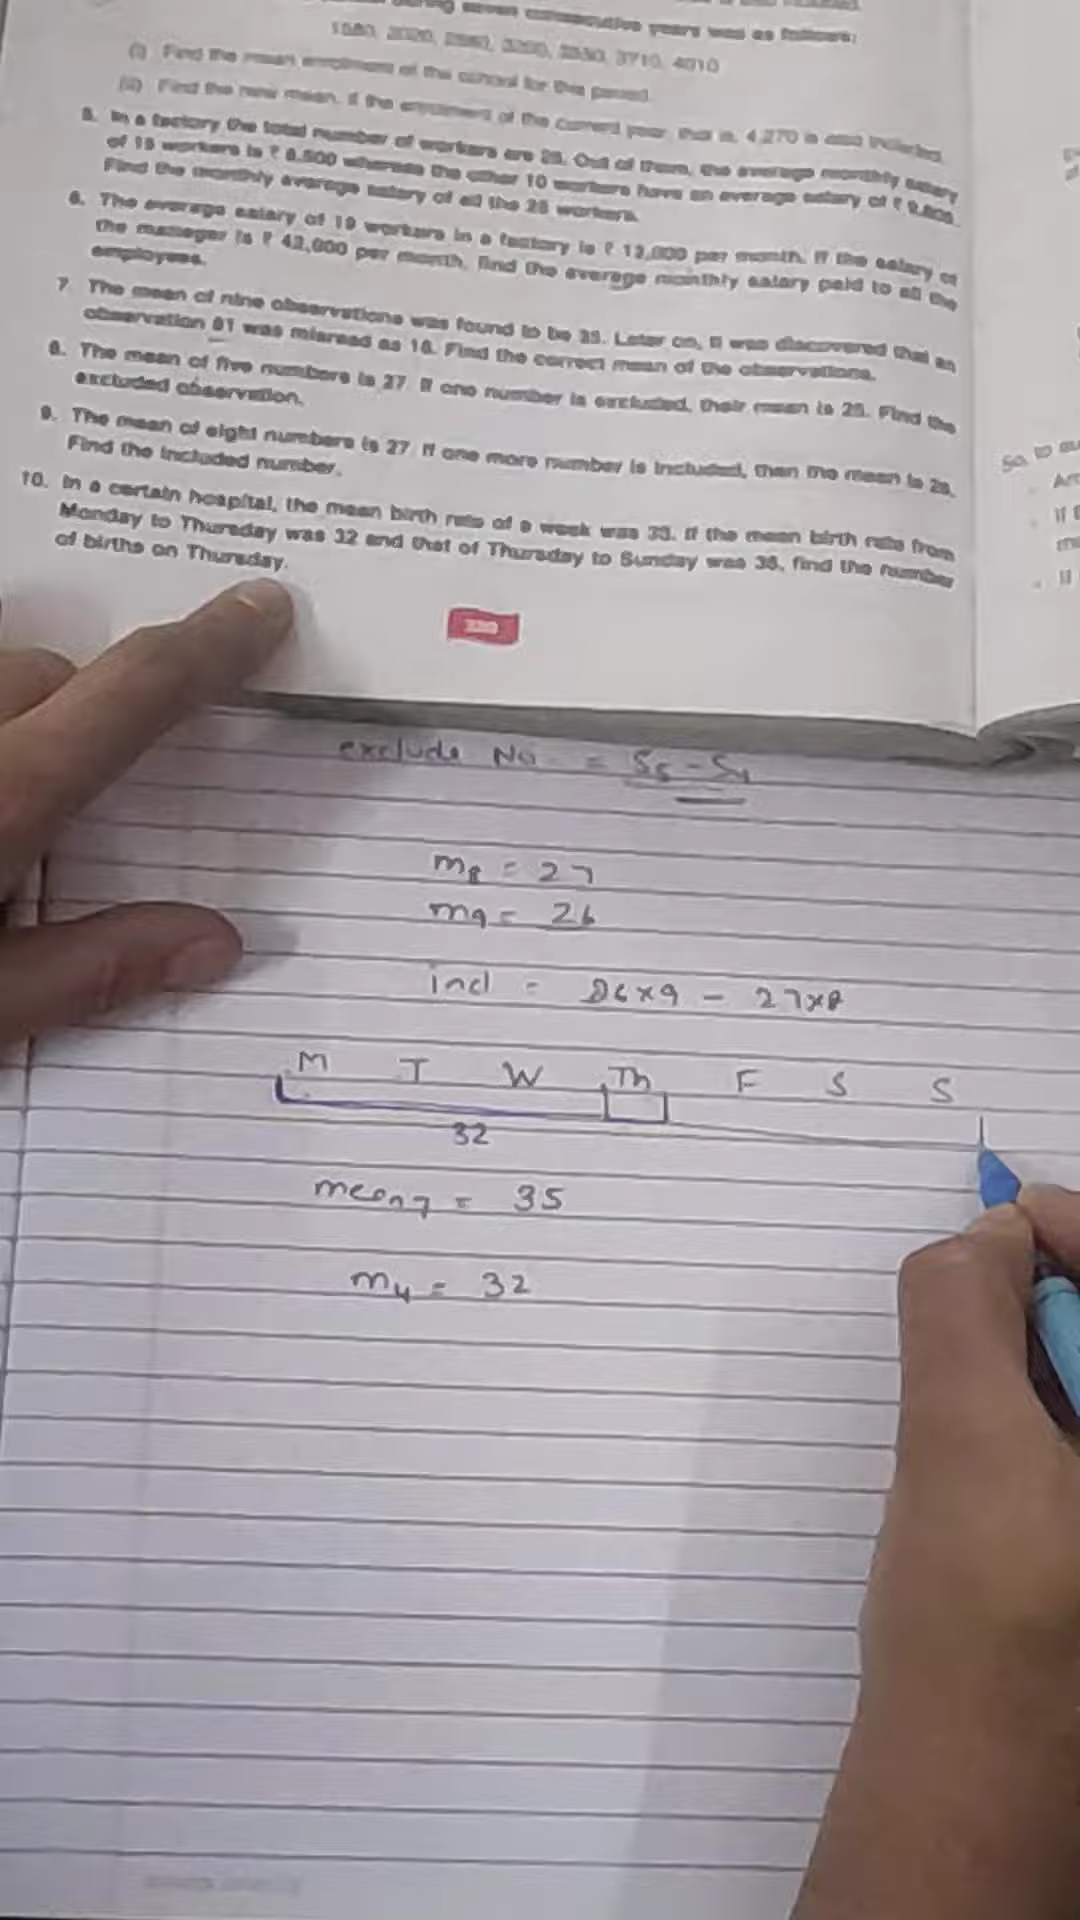 during seven consecutive years was as follows:
3710, 4010
(i) Find the mean enrolment of the school for this period.
(ii) Find the new mean, if the enrolment of the current year, that is, 4,270 is also included.
5. In a factory the total number of workers are 25. Out of them, the average monthly salary
of 15 workers is ₹ 8,500 whereas the other 10 workers have an average salary of ₹
Find the monthly average salary of all the 25 workers.
6. The average salary of 19 workers in a factory is ₹ 12,000 per month. If the salary of
the manager is ₹ 42,000 per month, find the average monthly salary paid to all the
employees.
7. The mean of nine observations was found to be 35. Later on, it was discovered that an
observation 81 was misread as 18. Find the correct mean of the observations.
8. The mean of five numbers is 27. If one number is excluded, their mean is 25. Find the
excluded observation.
9. The mean of eight numbers is 27. If one more number is included, then the mean is 26.
Find the included number.
10. In a certain hospital, the mean birth rate of a week was 35. If the mean birth rate from
Monday to Thursday was 32 and that of Thursday to Sunday was 38, find the number
of births on Thursday.
So, to
exclude No. = S5 - S4
m8 = 27
m9 = 26
incl = 26x9 - 27x8
M T W Th F S S
32
mean7 = 35
m4 = 32